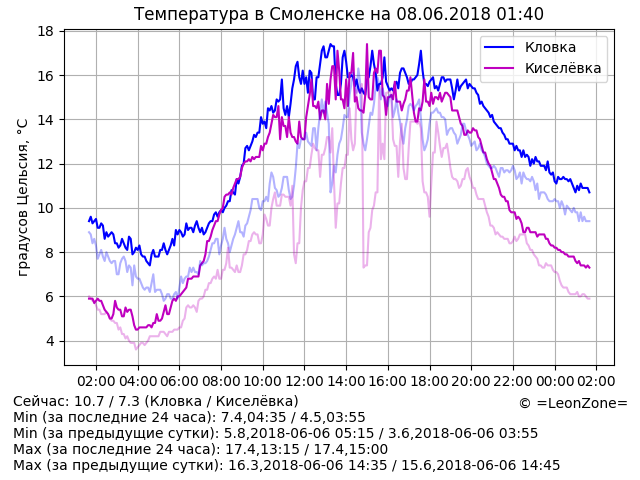 Температура в Смоленске на 08.06.2018 01:40
18
16
14
12
10
8
6
4
градусов Цельсия, °C
Кловка
Киселёвка
02:00 04:00 06:00 08:00 10:00 12:00 14:00 16:00 18:00 20:00 22:00 00:00 02:00
Сейчас: 10.7 / 7.3 (Кловка / Киселёвка)
© =LeonZone=
Min (за последние 24 часа): 7.4,04:35 / 4.5,03:55
Min (за предыдущие сутки): 5.8,2018-06-06 05:15 / 3.6,2018-06-06 03:55
Max (за последние 24 часа): 17.4,13:15 / 17.4,15:00
Max (за предыдущие сутки): 16.3,2018-06-06 14:35 / 15.6,2018-06-06 14:45